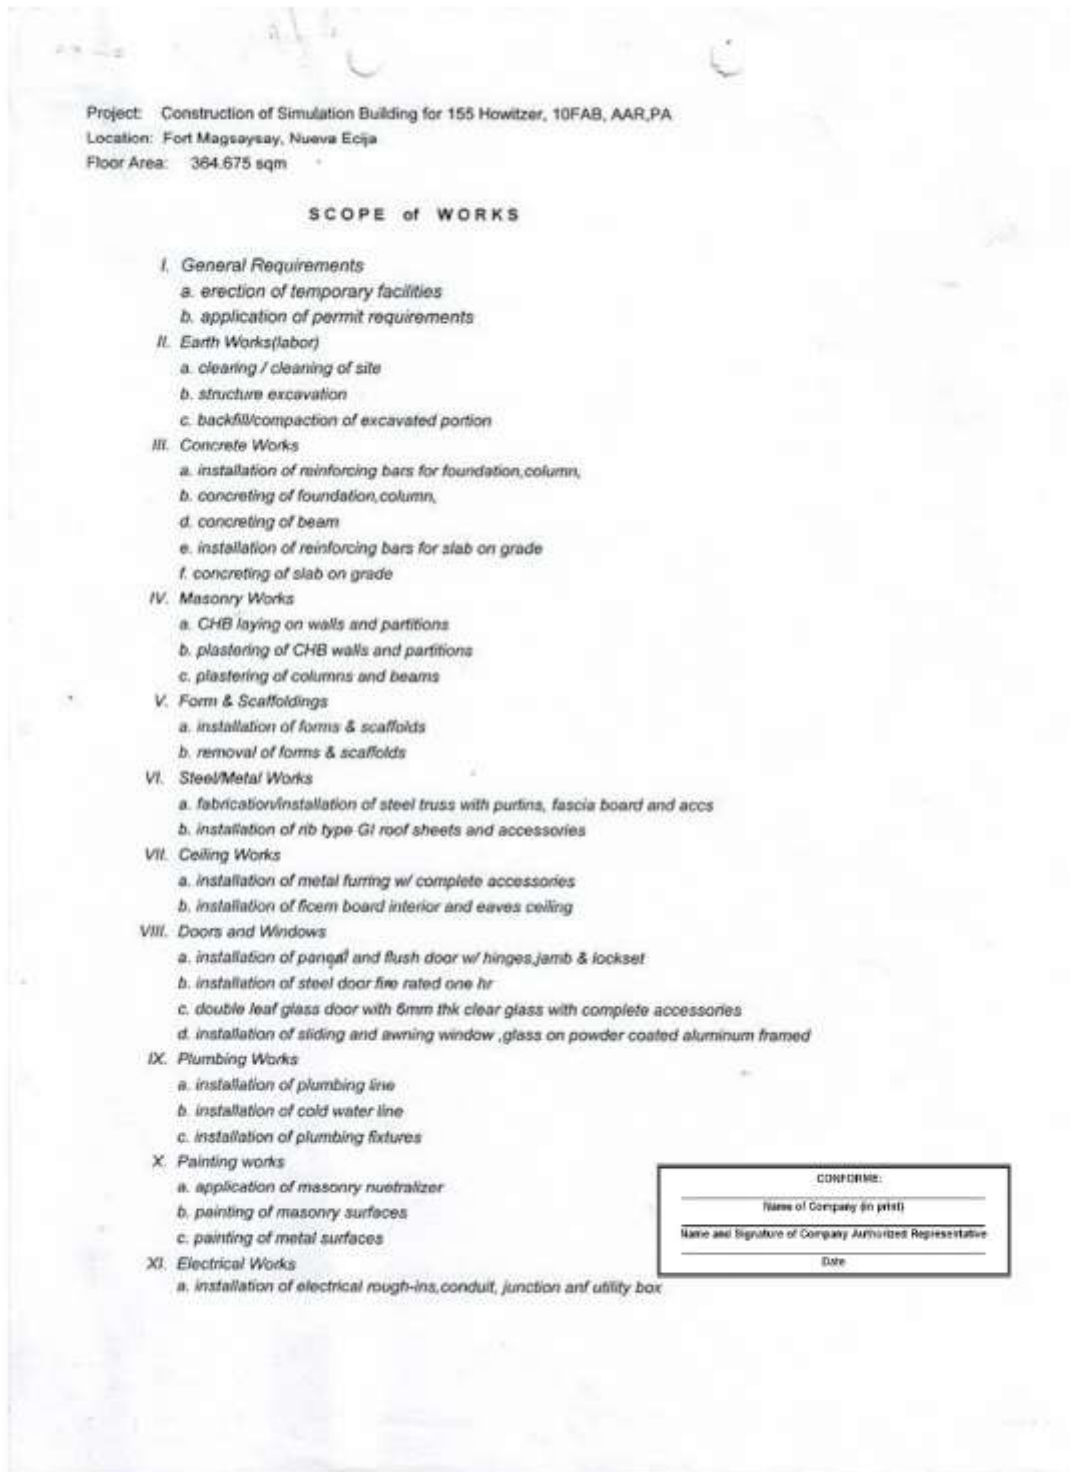 Project: Construction of Simulation Building for 155 Howitzer, 10FAB, AAR,PA
Location: Fort Magsaysay, Nueva Ecija
Floor Area: 364.675 sqm
SCOPE of WORKS
I. General Requirements
a. erection of temporary facilities
b. application of permit requirements
II. Earth Works(labor)
a. clearing / cleaning of site
b. structure excavation
c. backfill/compaction of excavated portion
III. Concrete Works
a. installation of reinforcing bars for foundation,column,
b. concreting of foundation,column,
d. concreting of beam
e. installation of reinforcing bars for slab on grade
f. concreting of slab on grade
IV. Masonry Works
a. CHB laying on walls and partitions
b. plastering of CHB walls and partitions
c. plastering of columns and beams
V. Form & Scaffoldings
a. installation of forms & scaffolds
b. removal of forms & scaffolds
VI. Steel/Metal Works
a. fabrication/installation of steel truss with purlins, fascia board and accs
b. installation of rib type GI roof sheets and accessories
VII. Ceiling Works
a. installation of metal furring w/ complete accessories
b. installation of ficem board interior and eaves ceiling
VIII. Doors and Windows
a. installation of panel and flush door w/ hinges,jamb & lockset
b. installation of steel door fire rated one hr
c. double leaf glass door with 6mm thk clear glass with complete accessories
d. installation of sliding and awning window ,glass on powder coated aluminum framed
IX. Plumbing Works
a. installation of plumbing line
b. installation of cold water line
c. installation of plumbing fixtures
X. Painting works
a. application of masonry nuetralizer
b. painting of masonry surfaces
c. painting of metal surfaces
XI. Electrical Works
a. installation of electrical rough-ins,conduit, junction anf utility box
CONFORME:
Name of Company (in print)
Name and Signature of Company Authorized Representative
Date